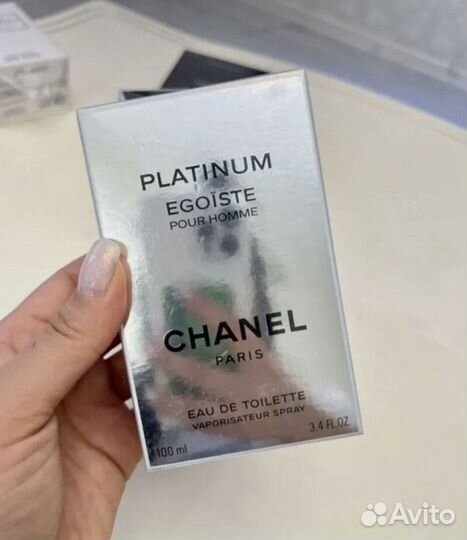 PLATINUM
EGOÏSTE
POUR HOMME
CHANEL
PARIS
EAU DE TOILETTE
VAPORISATEUR SPRAY
100 ml 3.4 FL.OZ.
Avito